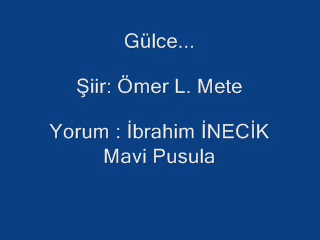 Gülce...
Şiir: Ömer L. Mete
Yorum : İbrahim İNECİK
Mavi Pusula